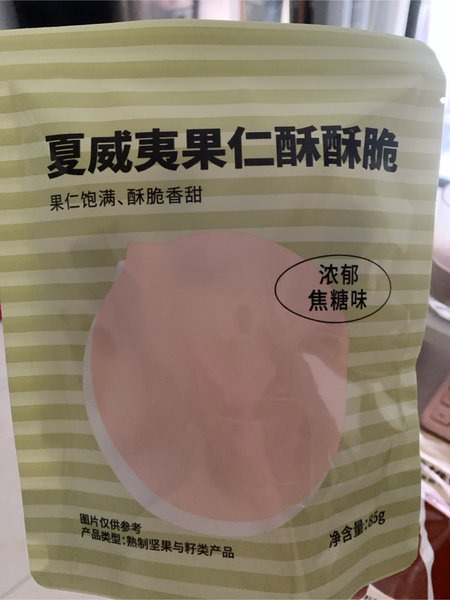 夏威夷果仁酥酥脆
果仁饱满、酥脆香甜
浓郁
焦糖味
图片仅供参考
产品类型:熟制坚果与籽类产品
净含量:85g